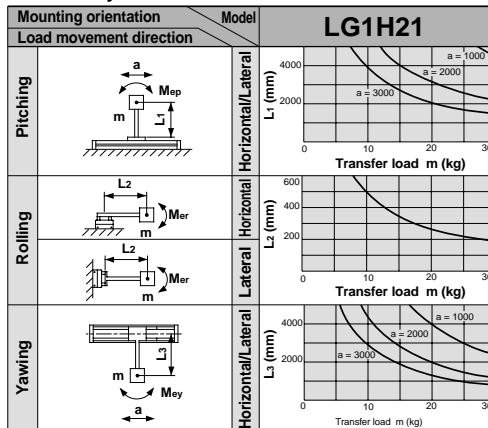 Mounting orientation
Model
Load movement direction
LG1H21
Pitching
a
Mep
m
L1
Horizontal/Lateral
L1 (mm)
4000
2000
a = 1000
a = 2000
a = 3000
0 10 20 30
Transfer load m (kg)
Rolling
L2
Mer
m
Horizontal
L2
Mer
m
Lateral
L2 (mm)
600
400
200
0 10 20 30
Transfer load m (kg)
Yawing
L3
m
Mey
a
Horizontal/Lateral
L3 (mm)
4000
2000
a = 1000
a = 2000
a = 3000
0 10 20 30
Transfer load m (kg)